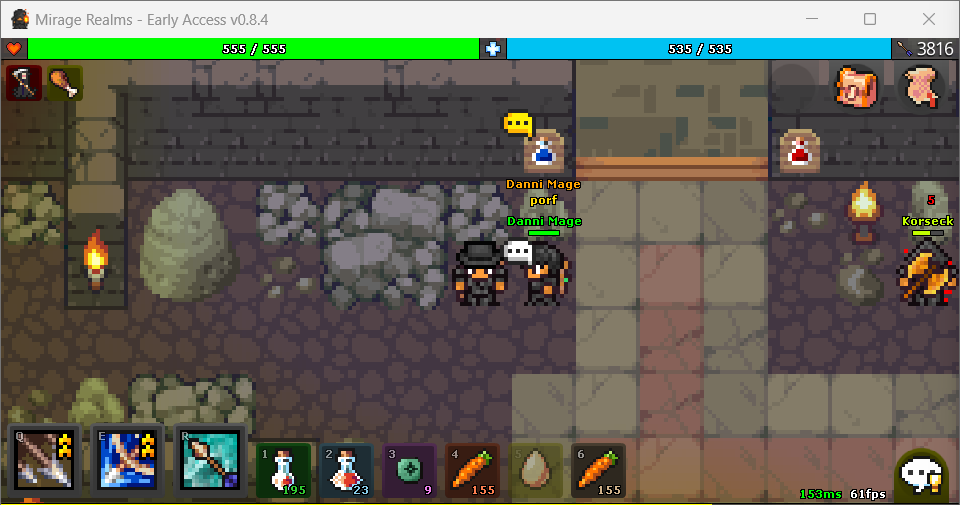 Mirage Realms - Early Access v0.8.4
555 / 555
535 / 535
3816
Danni Mage
porf
Danni Mage
5
Korseck
Q
E
R
1
195
2
23
3
9
4
155
5
6
155
153ms 61fps